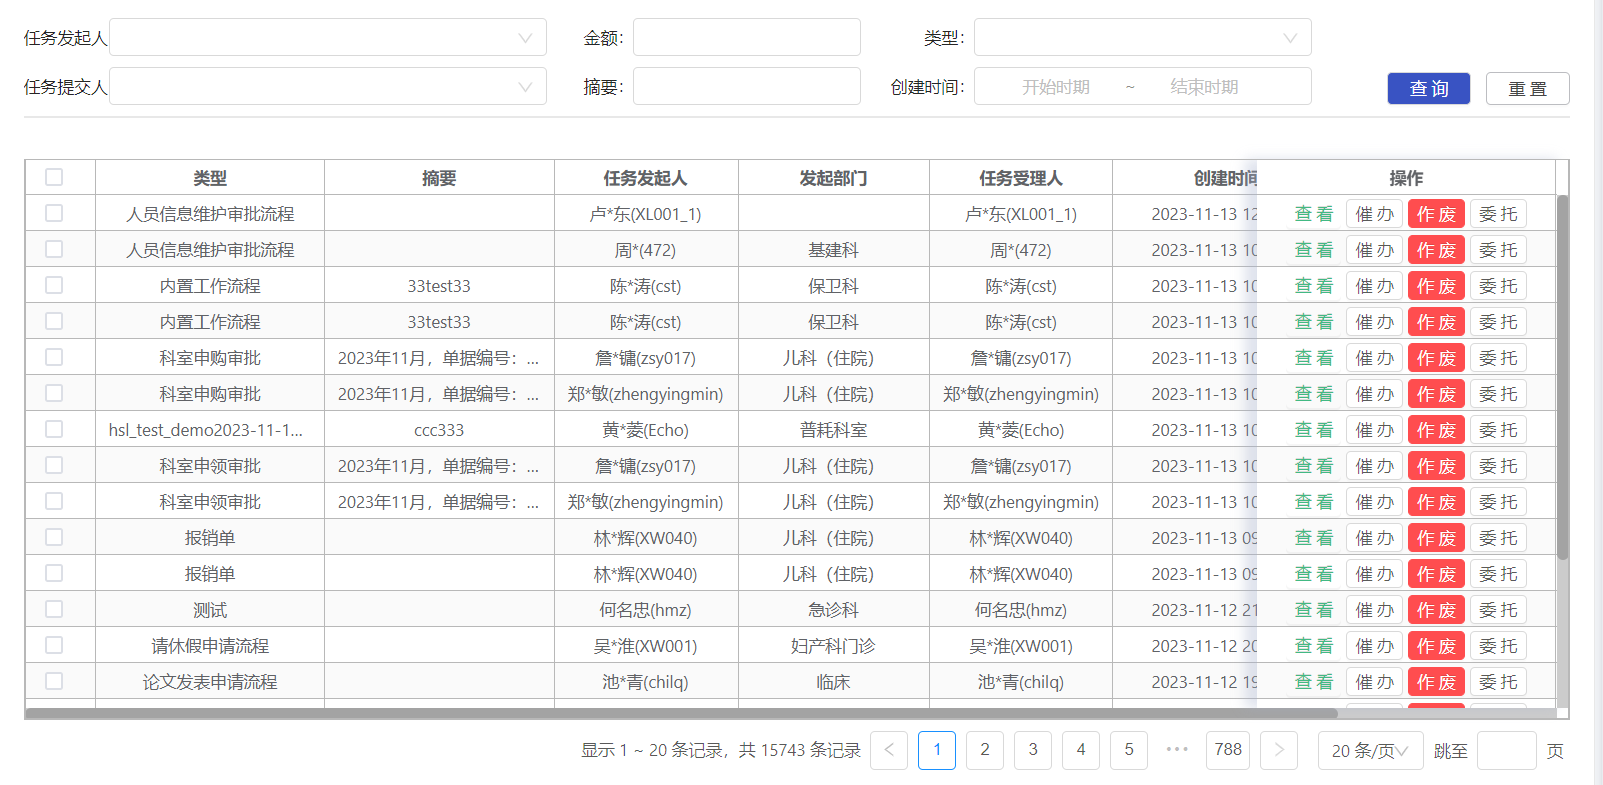 任务发起人 金额： 类型：
任务提交人 摘要： 创建时间： 开始时期 ~ 结束时期 查 询 重 置
类型 摘要 任务发起人 发起部门 任务受理人 创建时间 操作
人员信息维护审批流程 卢*东(XL001_1) 卢*东(XL001_1) 2023-11-13 12 查 看 催 办 作 废 委 托
人员信息维护审批流程 周*(472) 基建科 周*(472) 2023-11-13 10 查 看 催 办 作 废 委 托
内置工作流程 33test33 陈*涛(cst) 保卫科 陈*涛(cst) 2023-11-13 10 查 看 催 办 作 废 委 托
内置工作流程 33test33 陈*涛(cst) 保卫科 陈*涛(cst) 2023-11-13 10 查 看 催 办 作 废 委 托
科室申购审批 2023年11月，单据编号：... 詹*镛(zsy017) 儿科（住院） 詹*镛(zsy017) 2023-11-13 10 查 看 催 办 作 废 委 托
科室申购审批 2023年11月，单据编号：... 郑*敏(zhengyingmin) 儿科（住院） 郑*敏(zhengyingmin) 2023-11-13 10 查 看 催 办 作 废 委 托
hsl_test_demo2023-11-1... ccc333 黄*菱(Echo) 普耗科室 黄*菱(Echo) 2023-11-13 10 查 看 催 办 作 废 委 托
科室申领审批 2023年11月，单据编号：... 詹*镛(zsy017) 儿科（住院） 詹*镛(zsy017) 2023-11-13 10 查 看 催 办 作 废 委 托
科室申领审批 2023年11月，单据编号：... 郑*敏(zhengyingmin) 儿科（住院） 郑*敏(zhengyingmin) 2023-11-13 10 查 看 催 办 作 废 委 托
报销单 林*辉(XW040) 儿科（住院） 林*辉(XW040) 2023-11-13 09 查 看 催 办 作 废 委 托
报销单 林*辉(XW040) 儿科（住院） 林*辉(XW040) 2023-11-13 09 查 看 催 办 作 废 委 托
测试 何名忠(hmz) 急诊科 何名忠(hmz) 2023-11-12 21 查 看 催 办 作 废 委 托
请休假申请流程 吴*淮(XW001) 妇产科门诊 吴*淮(XW001) 2023-11-12 20 查 看 催 办 作 废 委 托
论文发表申请流程 池*青(chilq) 临床 池*青(chilq) 2023-11-12 19 查 看 催 办 作 废 委 托
显示 1 ~ 20 条记录，共 15743 条记录 < 1 2 3 4 5 ••• 788 > 20 条/页 跳至 页